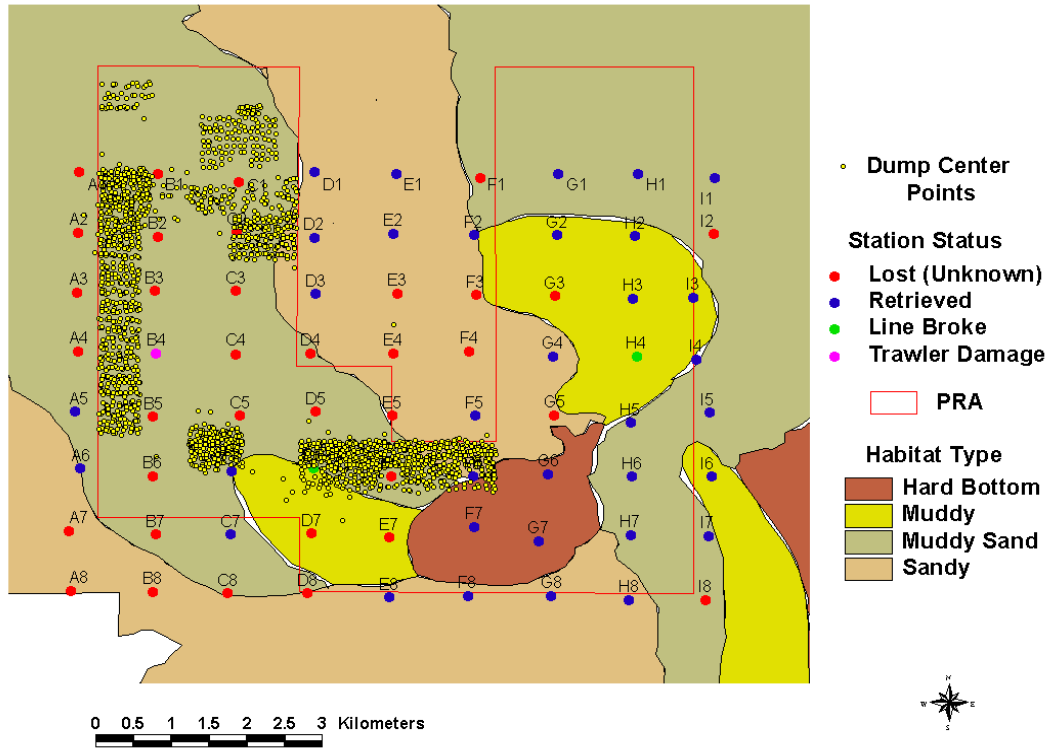 Dump Center
Points
Station Status
Lost (Unknown)
Retrieved
Line Broke
Trawler Damage
PRA
Habitat Type
Hard Bottom
Muddy
Muddy Sand
Sandy
B1 C1 D1 E1 F1 G1 H1 I1
A2 B2 D2 E2 F2 G2 H2 I2
A3 B3 C3 D3 E3 F3 G3 H3 I3
A4 B4 C4 D4 E4 F4 G4 H4 I4
A5 B5 C5 D5 E5 F5 G5 H5 I5
A6 B6 G6 H6 I6
A7 B7 C7 D7 E7 F7 G7 H7 I7
A8 B8 C8 D8 E8 F8 G8 H8 I8
0 0.5 1 1.5 2 2.5 3 Kilometers
N
W E
S